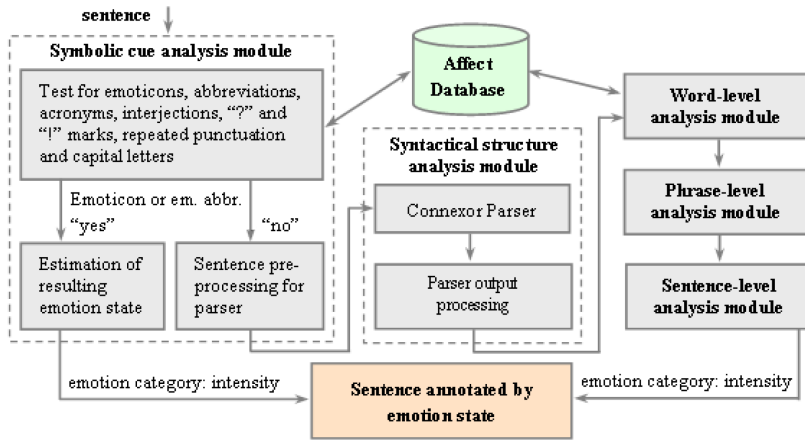 sentence
Symbolic cue analysis module
Test for emoticons, abbreviations,
acronyms, interjections, “?” and
“!” marks, repeated punctuation
and capital letters
Emoticon or em. abbr.
“yes”
“no”
Estimation of
resulting
emotion state
Sentence pre-
processing for
parser
Affect
Database
Syntactical structure
analysis module
Connexor Parser
Parser output
processing
Word-level
analysis module
Phrase-level
analysis module
Sentence-level
analysis module
emotion category: intensity
Sentence annotated by
emotion state
emotion category: intensity